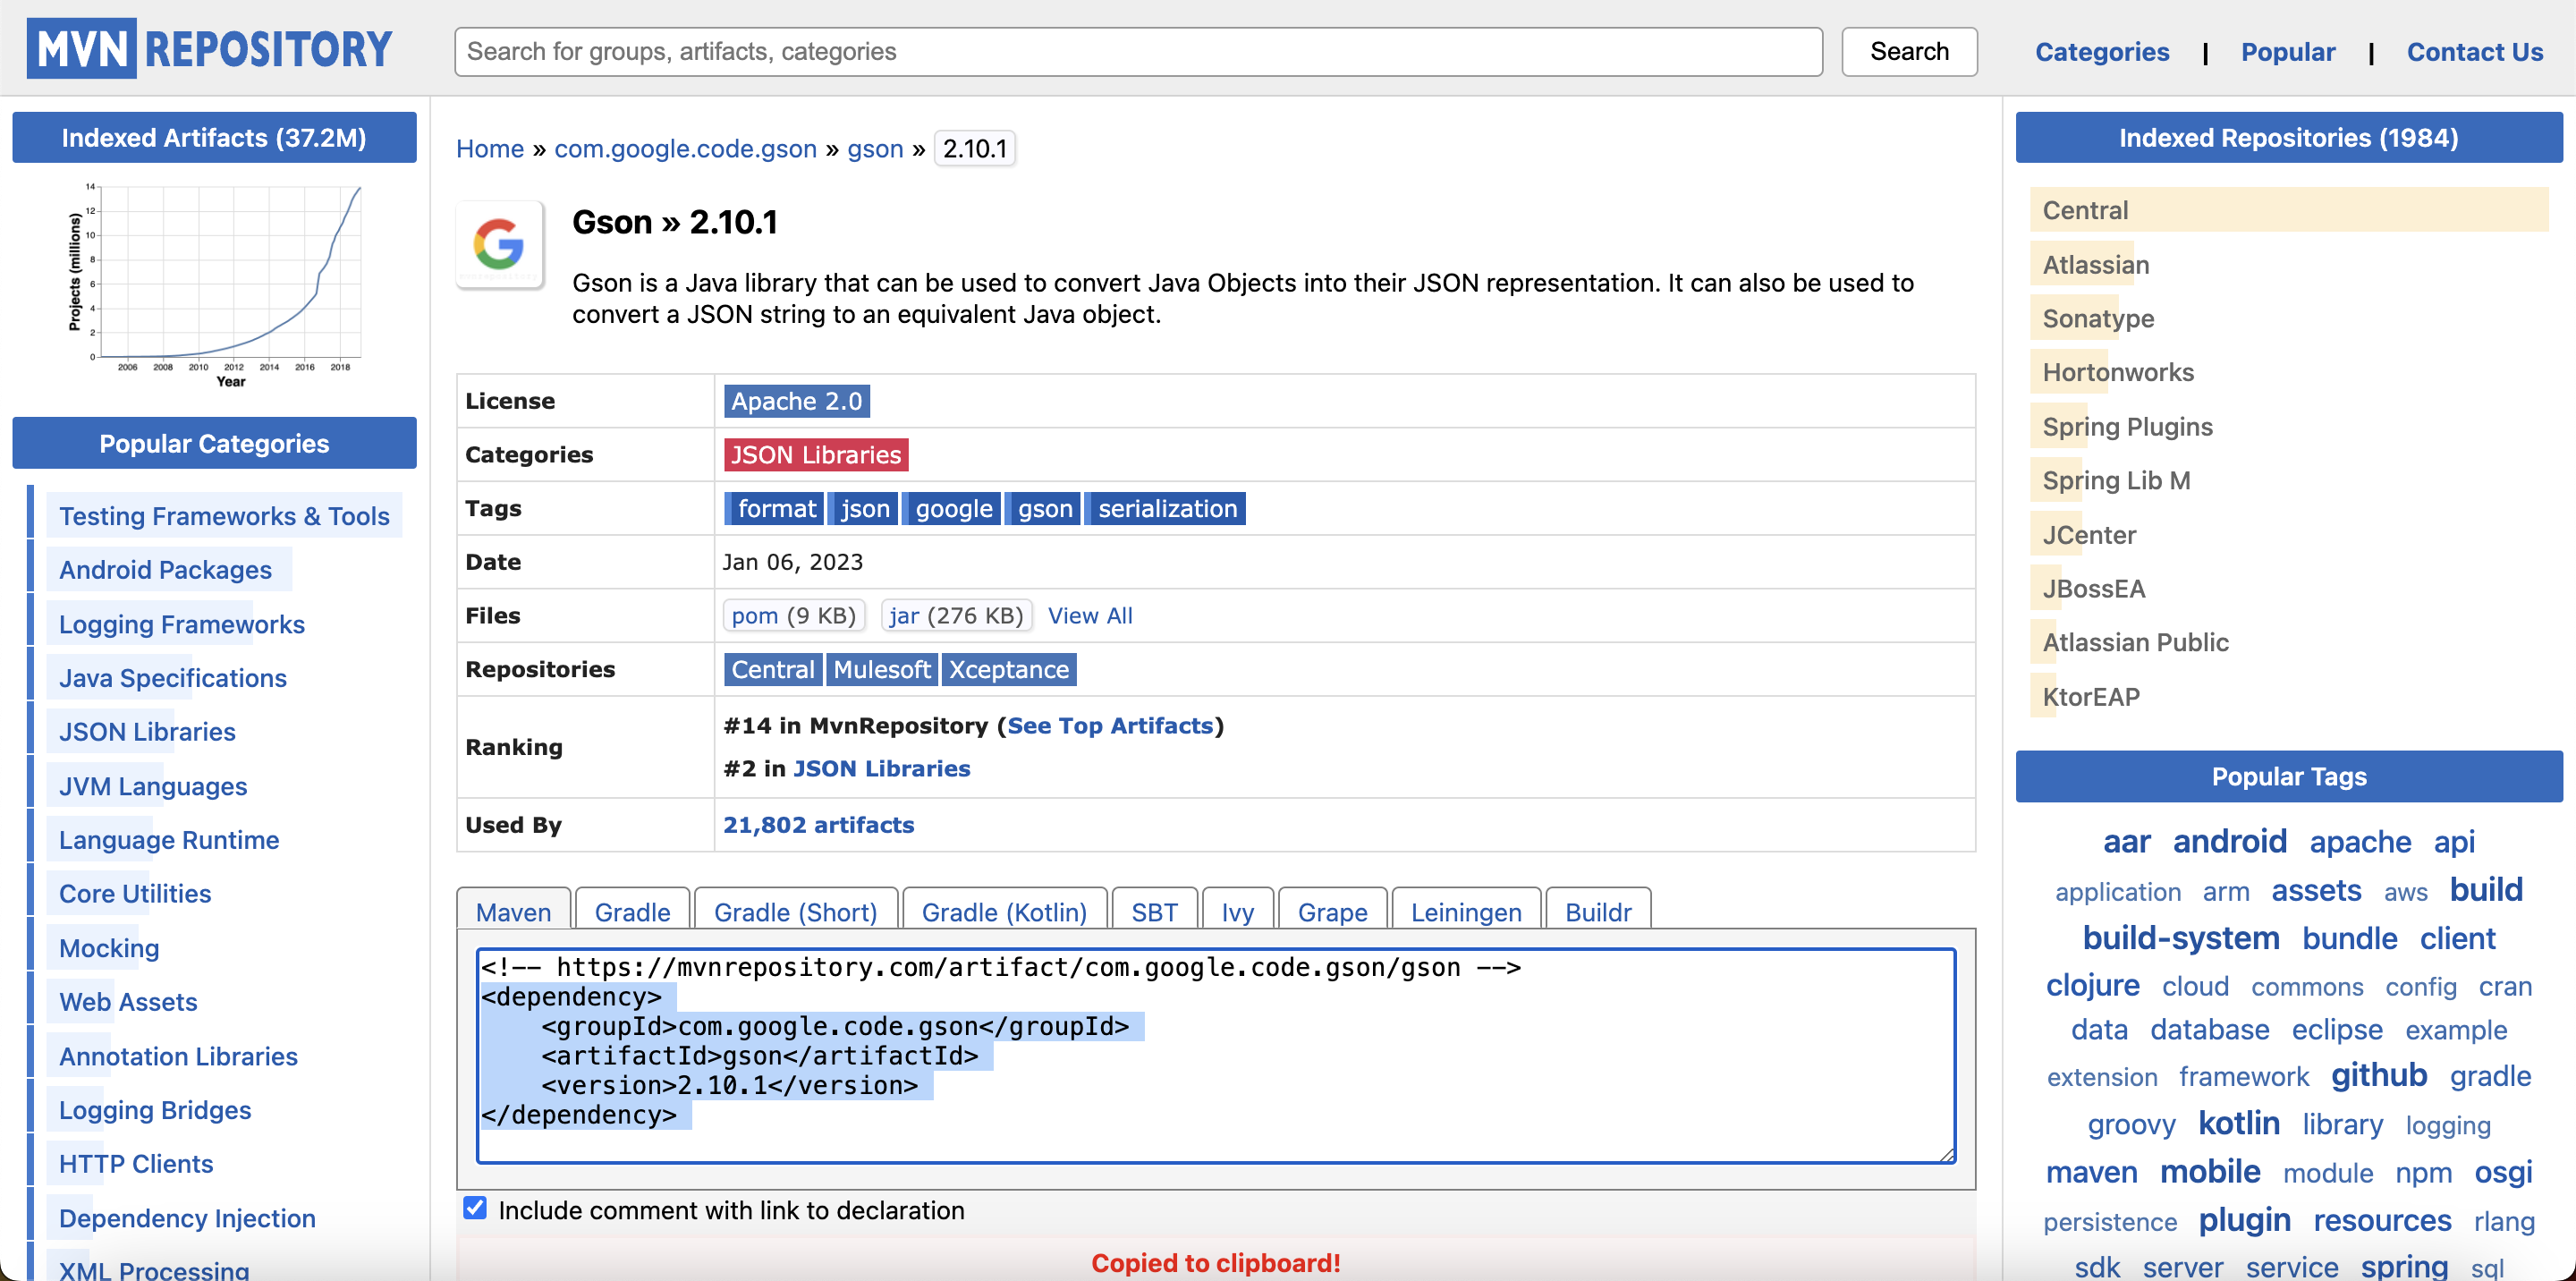 MVN REPOSITORY
Search for groups, artifacts, categories
Search
Categories | Popular | Contact Us
Indexed Artifacts (37.2M)
Projects (millions)
14
12
10
8
6
4
2
0
2006 2008 2010 2012 2014 2016 2018
Year
Popular Categories
Testing Frameworks & Tools
Android Packages
Logging Frameworks
Java Specifications
JSON Libraries
JVM Languages
Language Runtime
Core Utilities
Mocking
Web Assets
Annotation Libraries
Logging Bridges
HTTP Clients
Dependency Injection
XML Processing
Home » com.google.code.gson » gson » 2.10.1
Gson » 2.10.1
Gson is a Java library that can be used to convert Java Objects into their JSON representation. It can also be used to
convert a JSON string to an equivalent Java object.
License Apache 2.0
Categories JSON Libraries
Tags format json google gson serialization
Date Jan 06, 2023
Files pom (9 KB) jar (276 KB) View All
Repositories Central Mulesoft Xceptance
Ranking #14 in MvnRepository (See Top Artifacts)
#2 in JSON Libraries
Used By 21,802 artifacts
Maven Gradle Gradle (Short) Gradle (Kotlin) SBT Ivy Grape Leiningen Buildr
<!-- https://mvnrepository.com/artifact/com.google.code.gson/gson -->
<dependency>
    <groupId>com.google.code.gson</groupId>
    <artifactId>gson</artifactId>
    <version>2.10.1</version>
</dependency>
Include comment with link to declaration
Copied to clipboard!
Indexed Repositories (1984)
Central
Atlassian
Sonatype
Hortonworks
Spring Plugins
Spring Lib M
JCenter
JBossEA
Atlassian Public
KtorEAP
Popular Tags
aar android apache api
application arm assets aws build
build-system bundle client
clojure cloud commons config cran
data database eclipse example
extension framework github gradle
groovy kotlin library logging
maven mobile module npm osgi
persistence plugin resources rlang
sdk server service spring sql